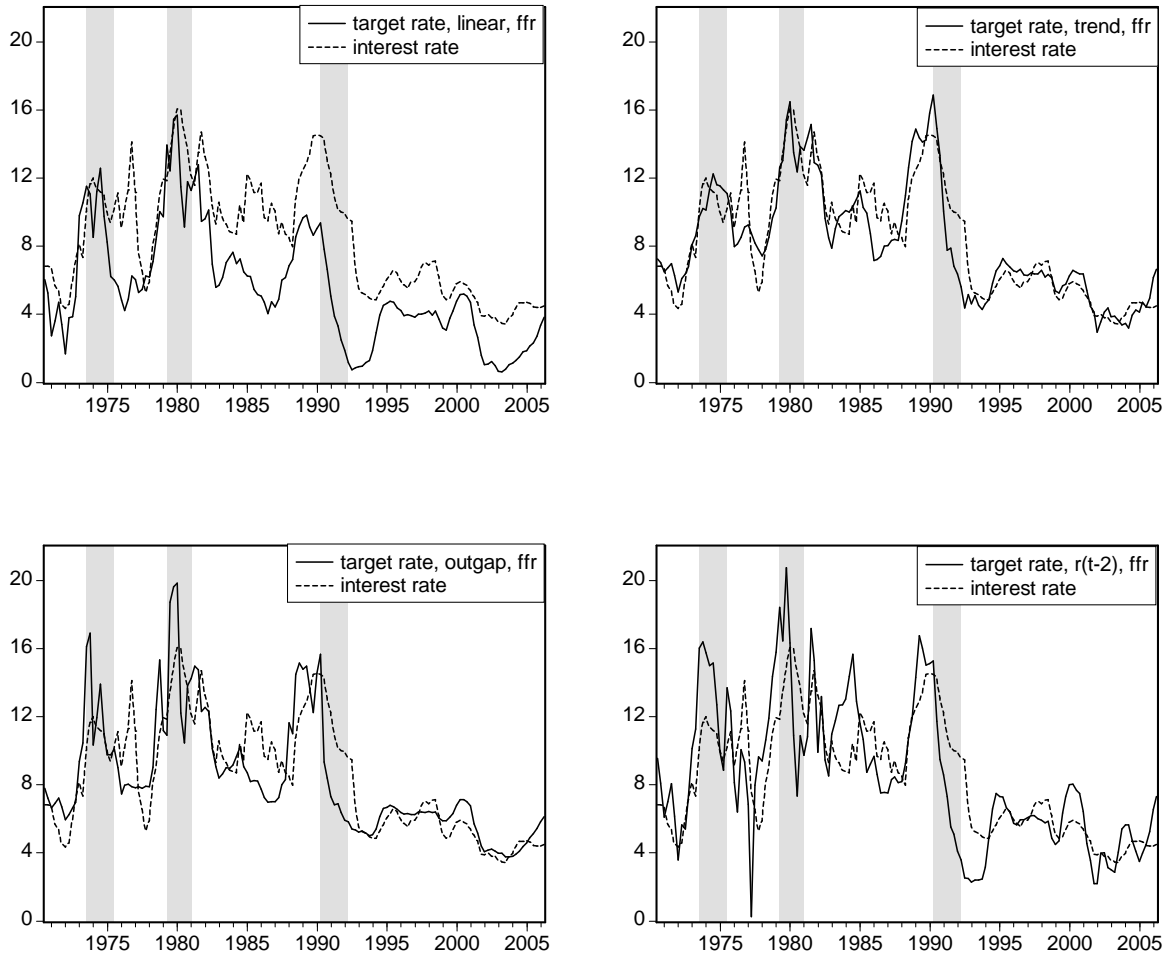 target rate, linear, ffr
interest rate
22
20
16
12
8
4
0
1975 1980 1985 1990 1995 2000 2005
target rate, trend, ffr
interest rate
20
16
12
8
4
0
1975 1980 1985 1990 1995 2000 2005
target rate, outgap, ffr
interest rate
20
16
12
8
4
0
1975 1980 1985 1990 1995 2000 2005
target rate, r(t-2), ffr
interest rate
20
16
12
8
4
0
1975 1980 1985 1990 1995 2000 2005